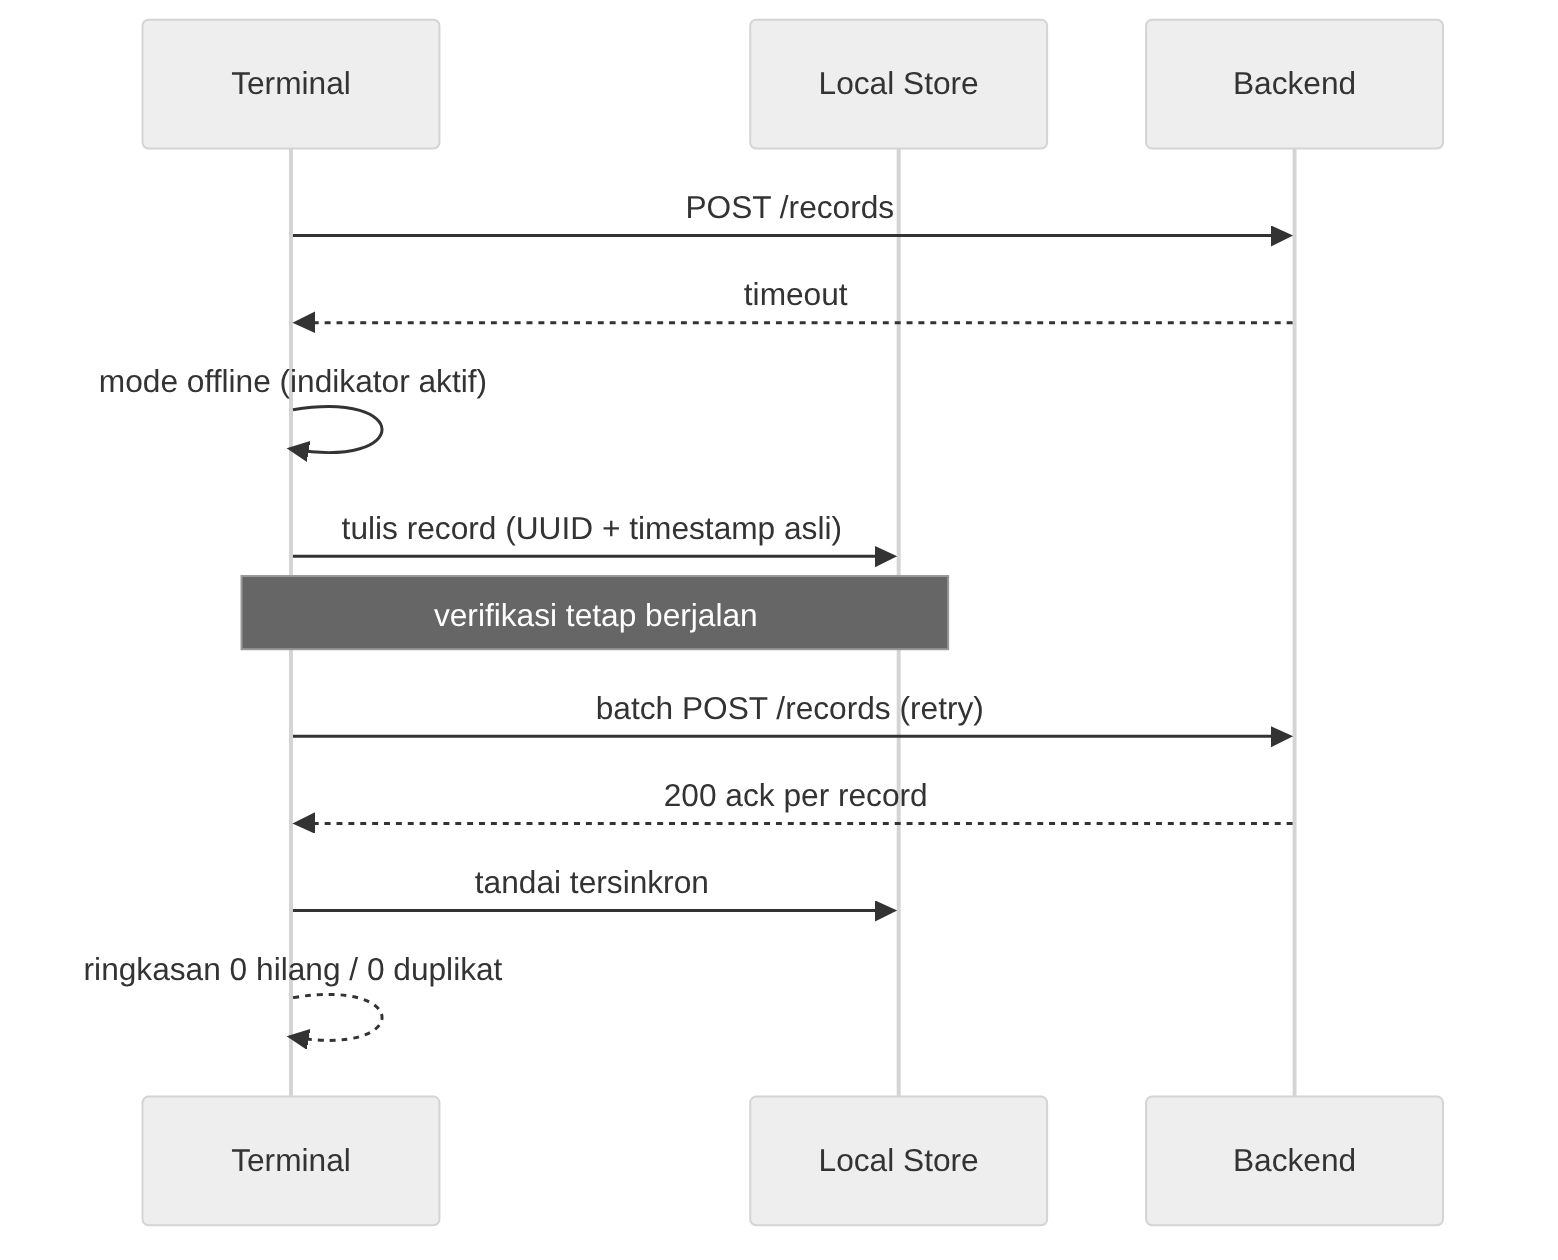 Terminal
Local Store
Backend
POST /records
timeout
mode offline (indikator aktif)
tulis record (UUID + timestamp asli)
verifikasi tetap berjalan
batch POST /records (retry)
200 ack per record
tandai tersinkron
ringkasan 0 hilang / 0 duplikat
Terminal
Local Store
Backend